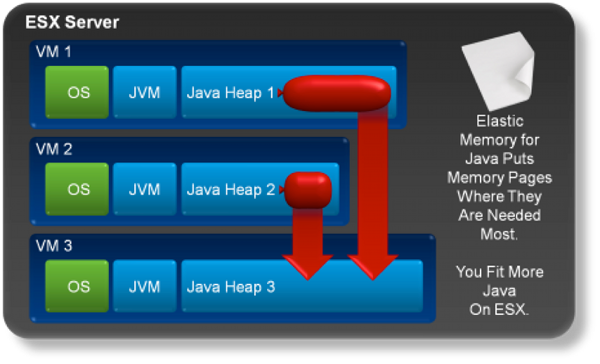 ESX Server
VM 1
OS
JVM
Java Heap 1
VM 2
OS
JVM
Java Heap 2
VM 3
OS
JVM
Java Heap 3
Elastic
Memory for
Java Puts
Memory Pages
Where They
Are Needed
Most.
You Fit More
Java
On ESX.